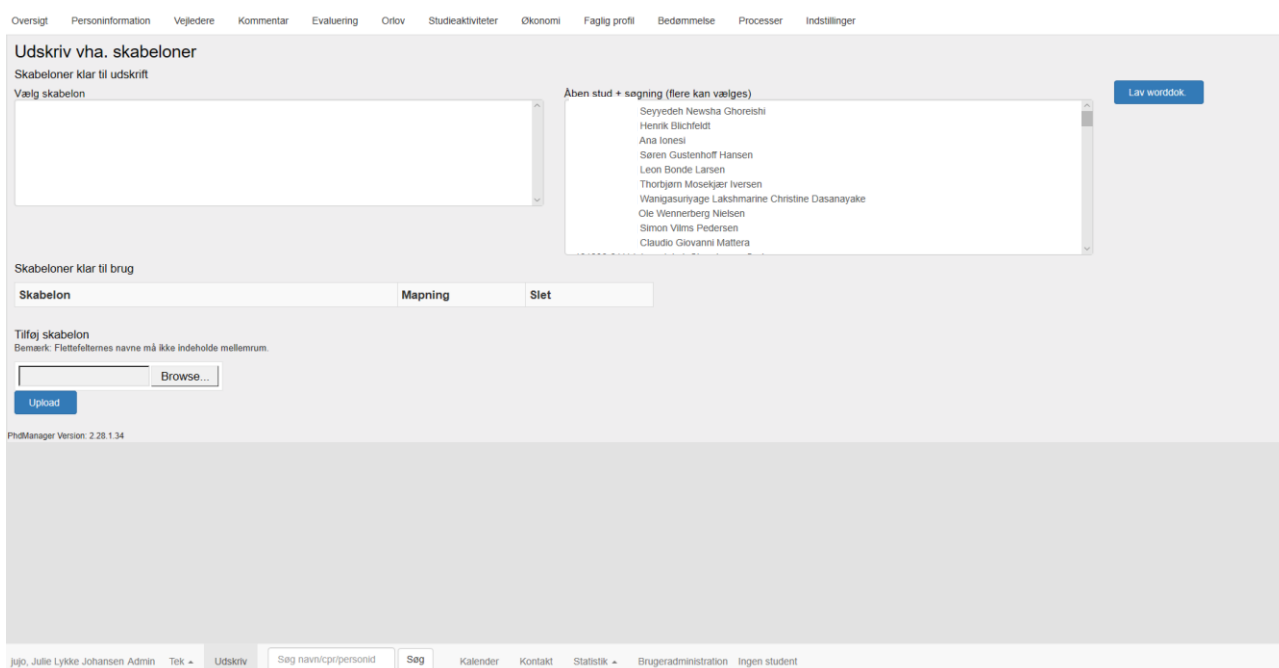 Oversigt Personinformation Vejledere Kommentar Evaluering Orlov Studieaktiviteter Økonomi Faglig profil Bedømmelse Processer Indstillinger
Udskriv vha. skabeloner
Skabeloner klar til udskrift
Vælg skabelon
Åben stud + søgning (flere kan vælges)
Lav worddok.
Seyyedeh Newsha Ghoreishi
Henrik Blichfeldt
Ana Ionesi
Søren Gustenhoff Hansen
Leon Bonde Larsen
Thorbjørn Mosekjær Iversen
Wanigasuriyage Lakshmarine Christine Dasanayake
Ole Wennerberg Nielsen
Simon Vilms Pedersen
Claudio Giovanni Mattera
Skabeloner klar til brug
Skabelon Mapning Slet
Tilføj skabelon
Bemærk: Flettefelternes navne må ikke indeholde mellemrum.
Browse...
Upload
PhdManager Version: 2.28.1.34
jujo, Julie Lykke Johansen Admin Tek Udskriv Søg navn/cpr/personid Søg Kalender Kontakt Statistik Brugeradministration Ingen student